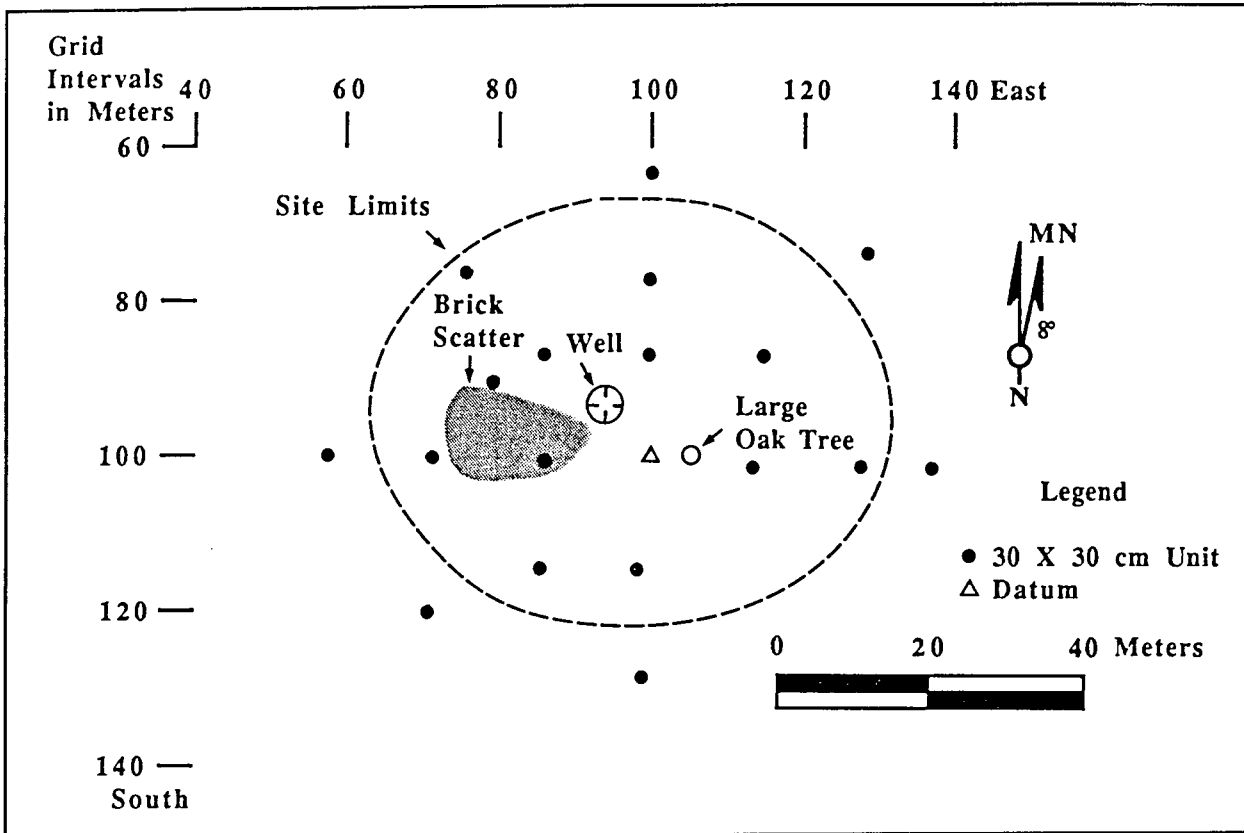 Grid
Intervals
in Meters
40 60 80 100 120 140 East
60
Site Limits
MN
80
Brick
Scatter
Well
8°
N
Large
Oak Tree
100
Legend
● 30 X 30 cm Unit
△ Datum
120
0 20 40 Meters
140
South